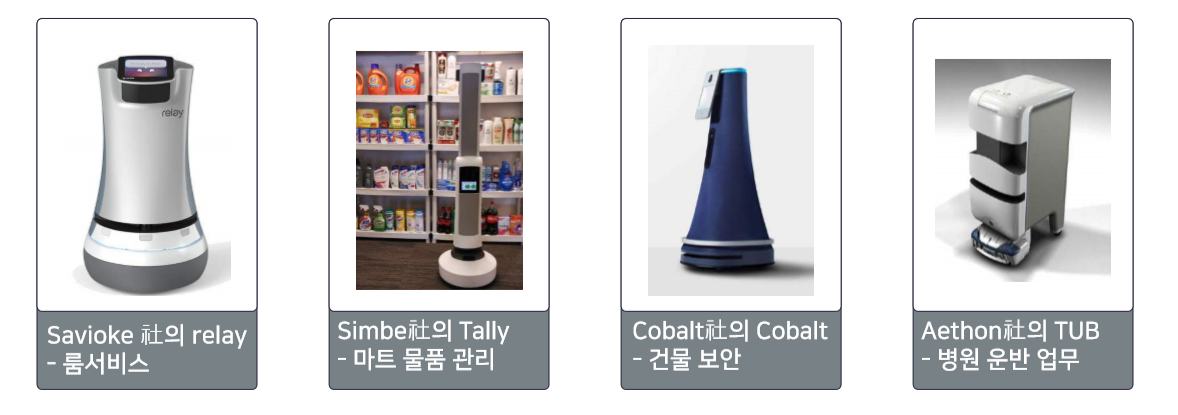 relay
Savioke 社의 relay
- 룸서비스
Simbe社의 Tally
- 마트 물품 관리
Cobalt社의 Cobalt
- 건물 보안
Aethon社의 TUB
- 병원 운반 업무